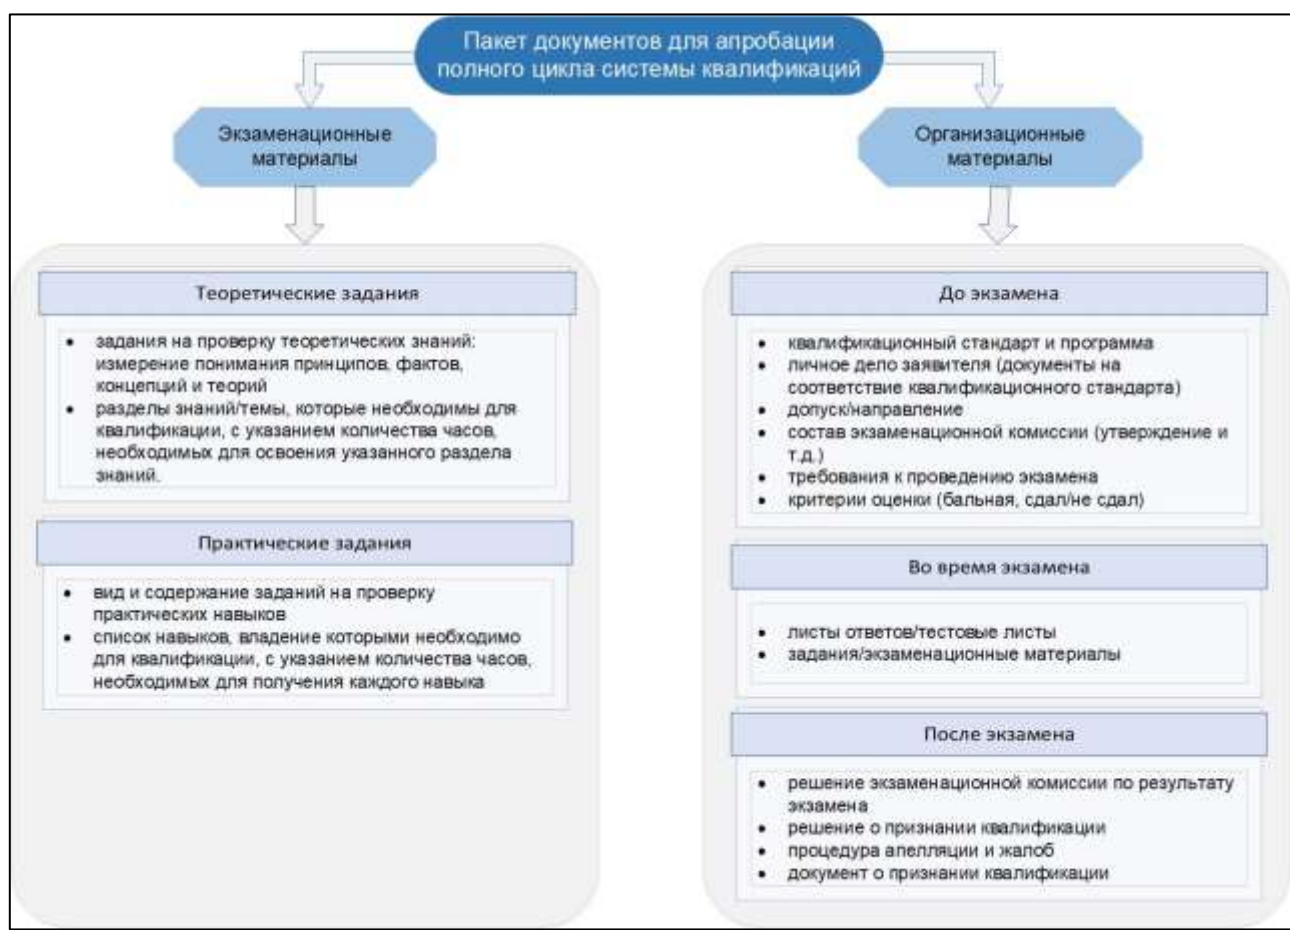 Пакет документов для апробации
полного цикла системы квалификаций
Экзаменационные
материалы
Теоретические задания
• задания на проверку теоретических знаний:
измерение понимания принципов, фактов,
концепций и теорий
• разделы знаний/темы, которые необходимы для
квалификации, с указанием количества часов,
необходимых для освоения указанного раздела
знаний.
Практические задания
• вид и содержание заданий на проверку
практических навыков
• список навыков, владение которыми необходимо
для квалификации, с указанием количества часов,
необходимых для получения каждого навыка
Организационные
материалы
До экзамена
• квалификационный стандарт и программа
• личное дело заявителя (документы на
соответствие квалификационного стандарта)
• допуск/направление
• состав экзаменационной комиссии (утверждение и
т.д.)
• требования к проведению экзамена
• критерии оценки (бальная, сдал/не сдал)
Во время экзамена
• листы ответов/тестовые листы
• задания/экзаменационные материалы
После экзамена
• решение экзаменационной комиссии по результату
экзамена
• решение о признании квалификации
• процедура апелляции и жалоб
• документ о признании квалификации